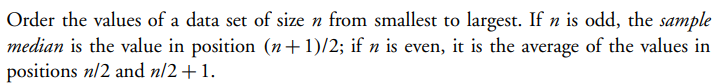 Order the values of a data set of size n from smallest to largest. If n is odd, the sample
median is the value in position (n+1)/2; if n is even, it is the average of the values in
positions n/2 and n/2+1.